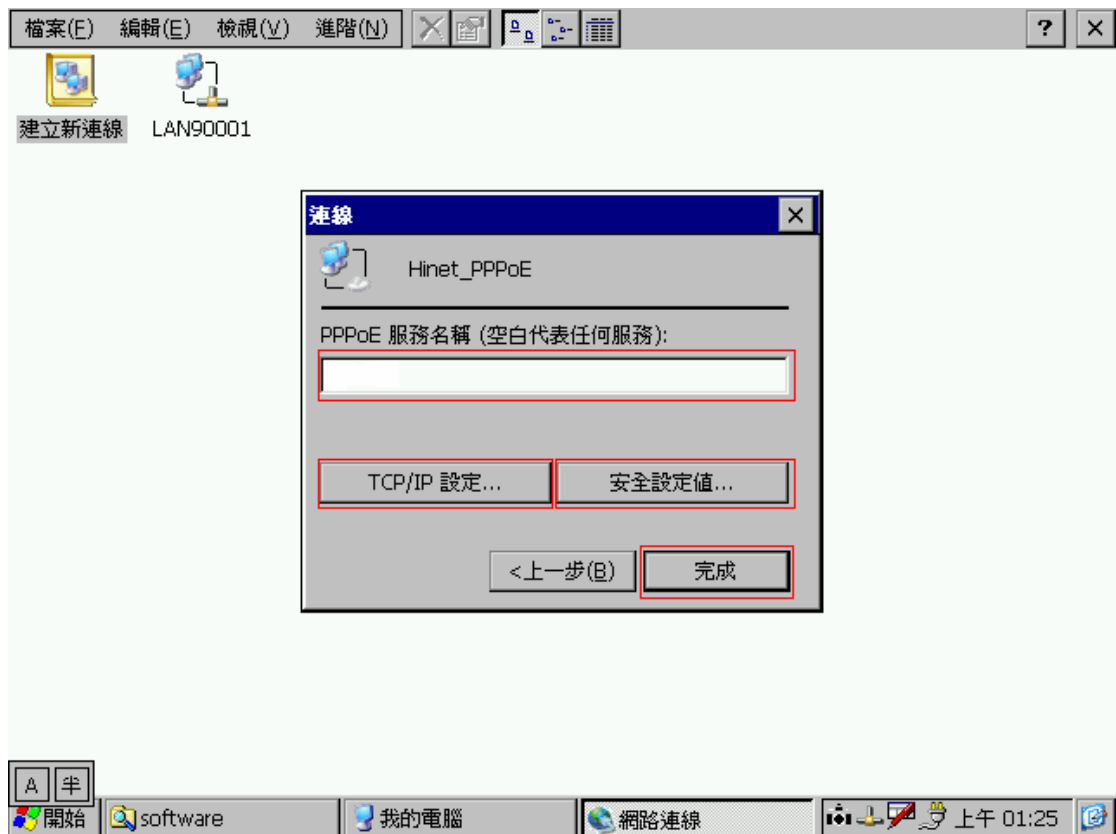 檔案(F) 編輯(E) 檢視(V) 進階(N) ? ×
建立新連線 LAN90001
連線
Hinet_PPPoE
PPPoE 服務名稱 (空白代表任何服務):
TCP/IP 設定... 安全設定值...
<上一步(B) 完成
A 半
開始 software 我的電腦 網路連線 上午 01:25